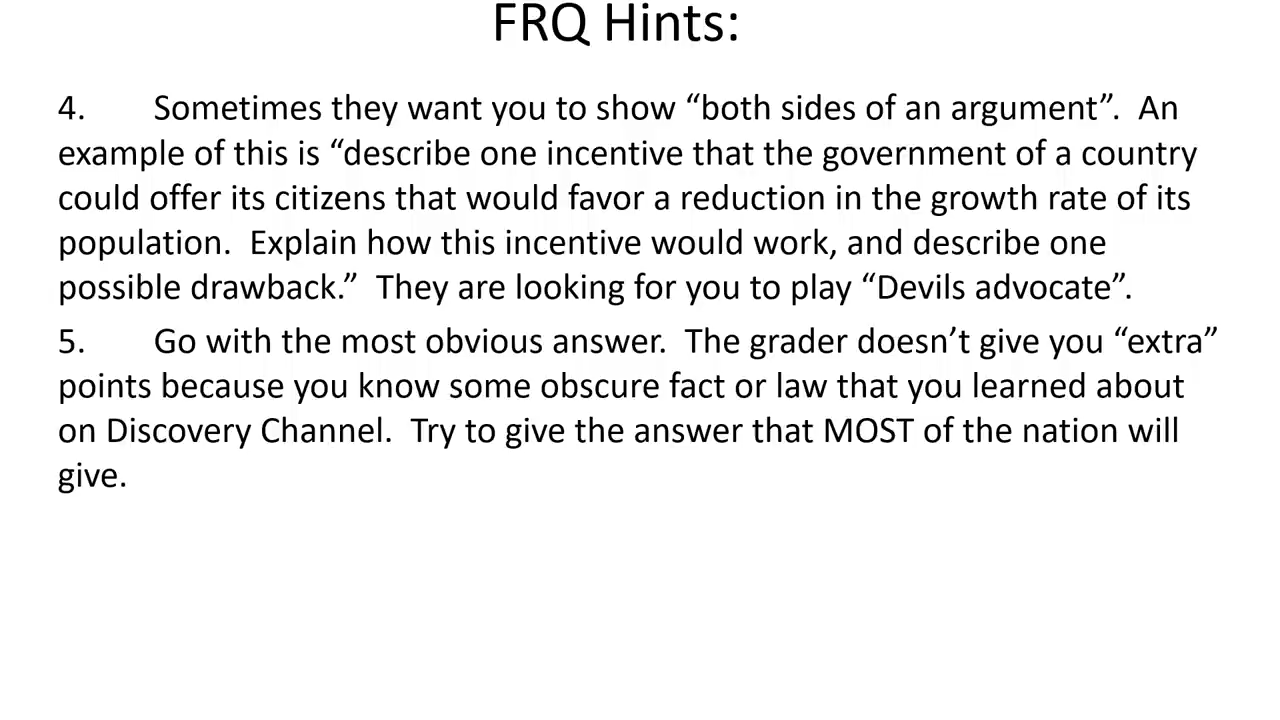 FRQ Hints:
4. Sometimes they want you to show “both sides of an argument”. An
example of this is “describe one incentive that the government of a country
could offer its citizens that would favor a reduction in the growth rate of its
population. Explain how this incentive would work, and describe one
possible drawback.” They are looking for you to play “Devils advocate”.
5. Go with the most obvious answer. The grader doesn’t give you “extra”
points because you know some obscure fact or law that you learned about
on Discovery Channel. Try to give the answer that MOST of the nation will
give.